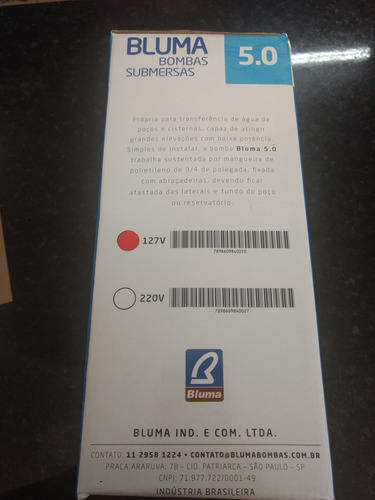 BLUMA
BOMBAS
SUBMERSAS
5.0
Própria para transferência de água de
poços e cisternas, capaz de atingir
grandes elevações com baixa potência.
Simples de instalar, a bomba Bluma 5.0
trabalha sustentada por mangueira de
polietileno de 3/4 de polegada, fixada
com abraçadeiras, devendo ficar
afastada das laterais e fundo do poço
ou reservatório.
127V
7898609840010
220V
7898609840027
Bluma
BLUMA IND. E COM. LTDA.
CONTATO: 11 2958 1224 • CONTATO@BLUMABOMBAS.COM.BR
PRAÇA ARARUVA, 78 - CID. PATRIARCA - SÃO PAULO - SP
CNPJ: 71.977.722/0001-49
INDÚSTRIA BRASILEIRA